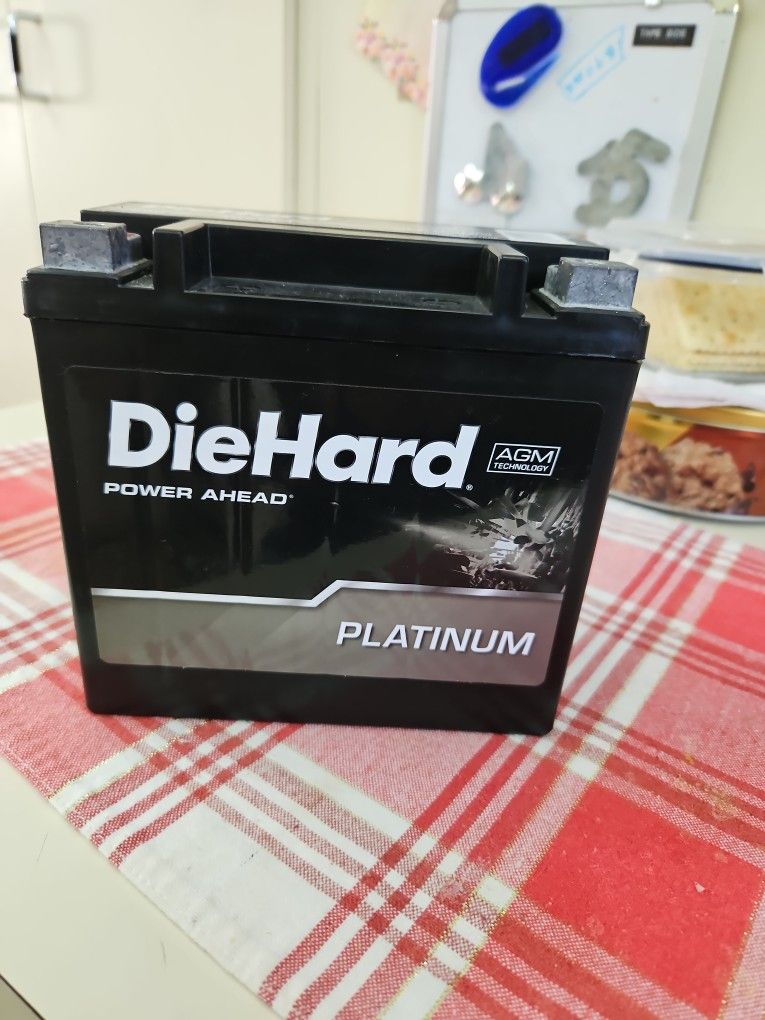 DieHard®
AGM
TECHNOLOGY
POWER AHEAD®
PLATINUM